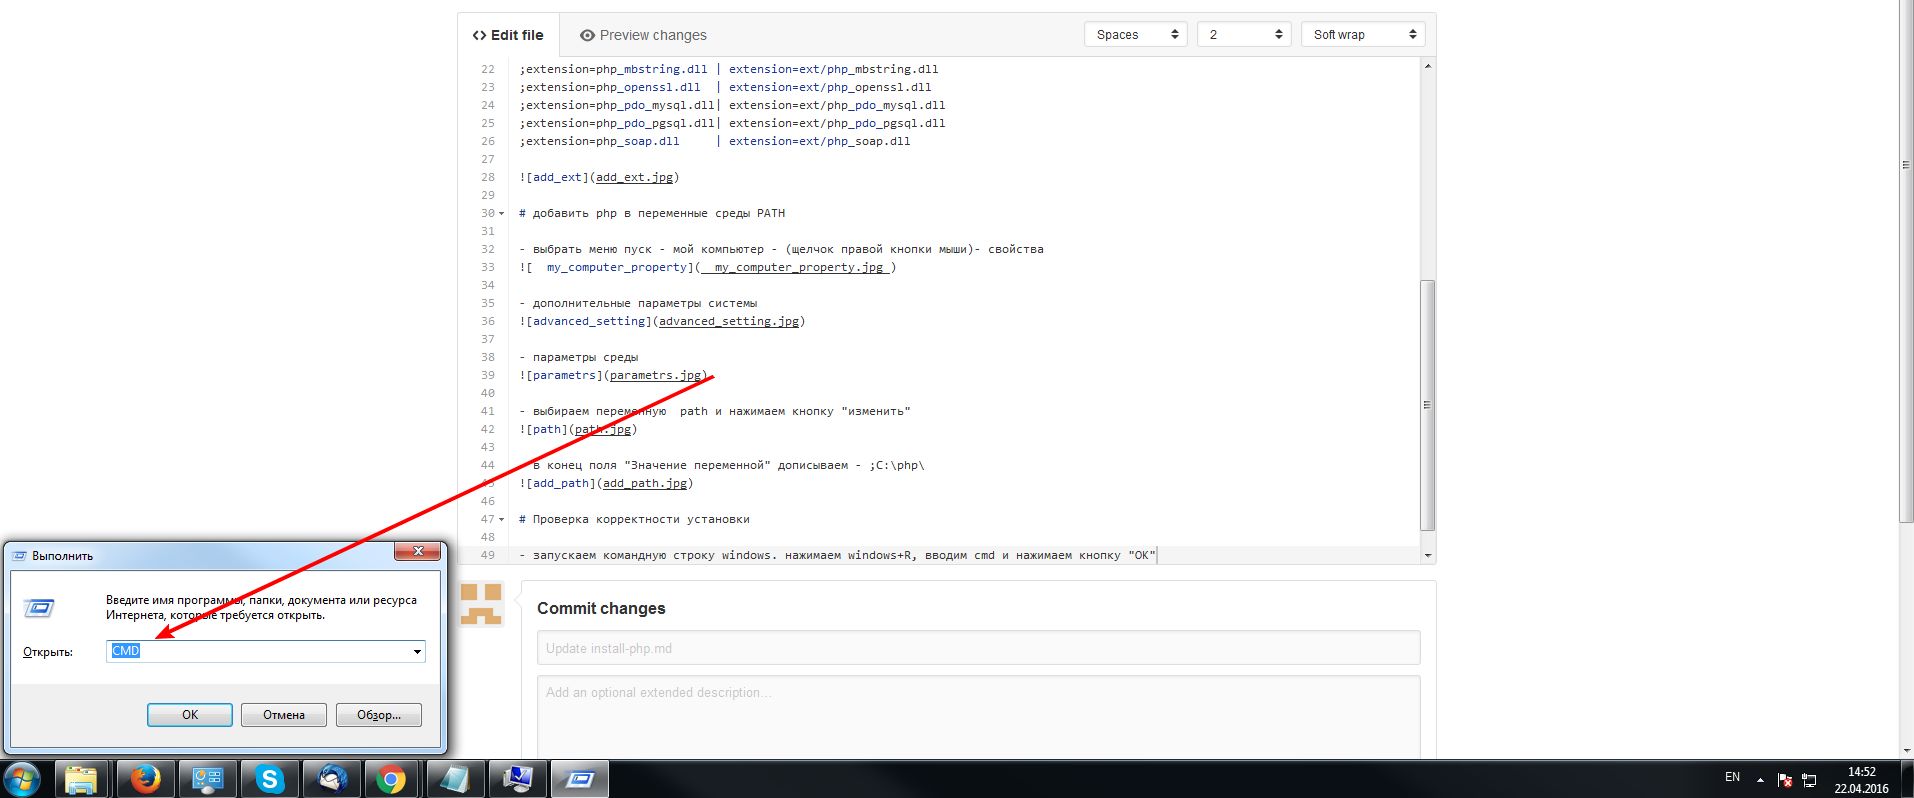 <> Edit file
Preview changes
Spaces
2
Soft wrap
22 ;extension=php_mbstring.dll | extension=ext/php_mbstring.dll
23 ;extension=php_openssl.dll | extension=ext/php_openssl.dll
24 ;extension=php_pdo_mysql.dll| extension=ext/php_pdo_mysql.dll
25 ;extension=php_pdo_pgsql.dll| extension=ext/php_pdo_pgsql.dll
26 ;extension=php_soap.dll | extension=ext/php_soap.dll
27
28 ![add_ext](add_ext.jpg)
29
30 # добавить php в переменные среды PATH
31
32 - выбрать меню пуск - мой компьютер - (щелчок правой кнопки мыши)- свойства
33 ![  my_computer_property](  my_computer_property.jpg )
34
35 - дополнительные параметры системы
36 ![advanced_setting](advanced_setting.jpg)
37
38 - параметры среды
39 ![parametrs](parametrs.jpg)
40
41 - выбираем переменную  path и нажимаем кнопку "изменить"
42 ![path](path.jpg)
43
44 в конец поля "Значение переменной" дописываем - ;C:\php\
45 ![add_path](add_path.jpg)
46
47 # Проверка корректности установки
48
49 - запускаем командную строку windows. нажимаем windows+R, вводим cmd и нажимаем кнопку "OK"
Commit changes
Update install-php.md
Add an optional extended description...
Выполнить
Введите имя программы, папки, документа или ресурса
Интернета, которые требуется открыть.
Открыть:
CMD
OK
Отмена
Обзор...
EN
14:52
22.04.2016